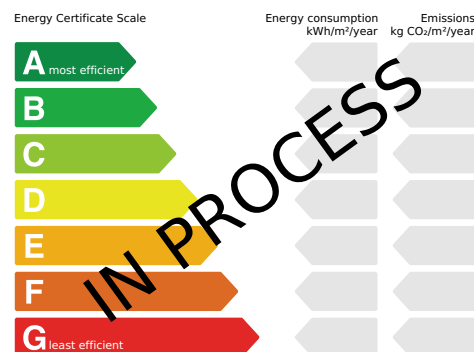 Energy Certificate Scale
Energy consumption
kWh/m²/year
Emissions
kg CO₂/m²/year
A most efficient
B
C
D
E
F
G least efficient
IN PROCESS